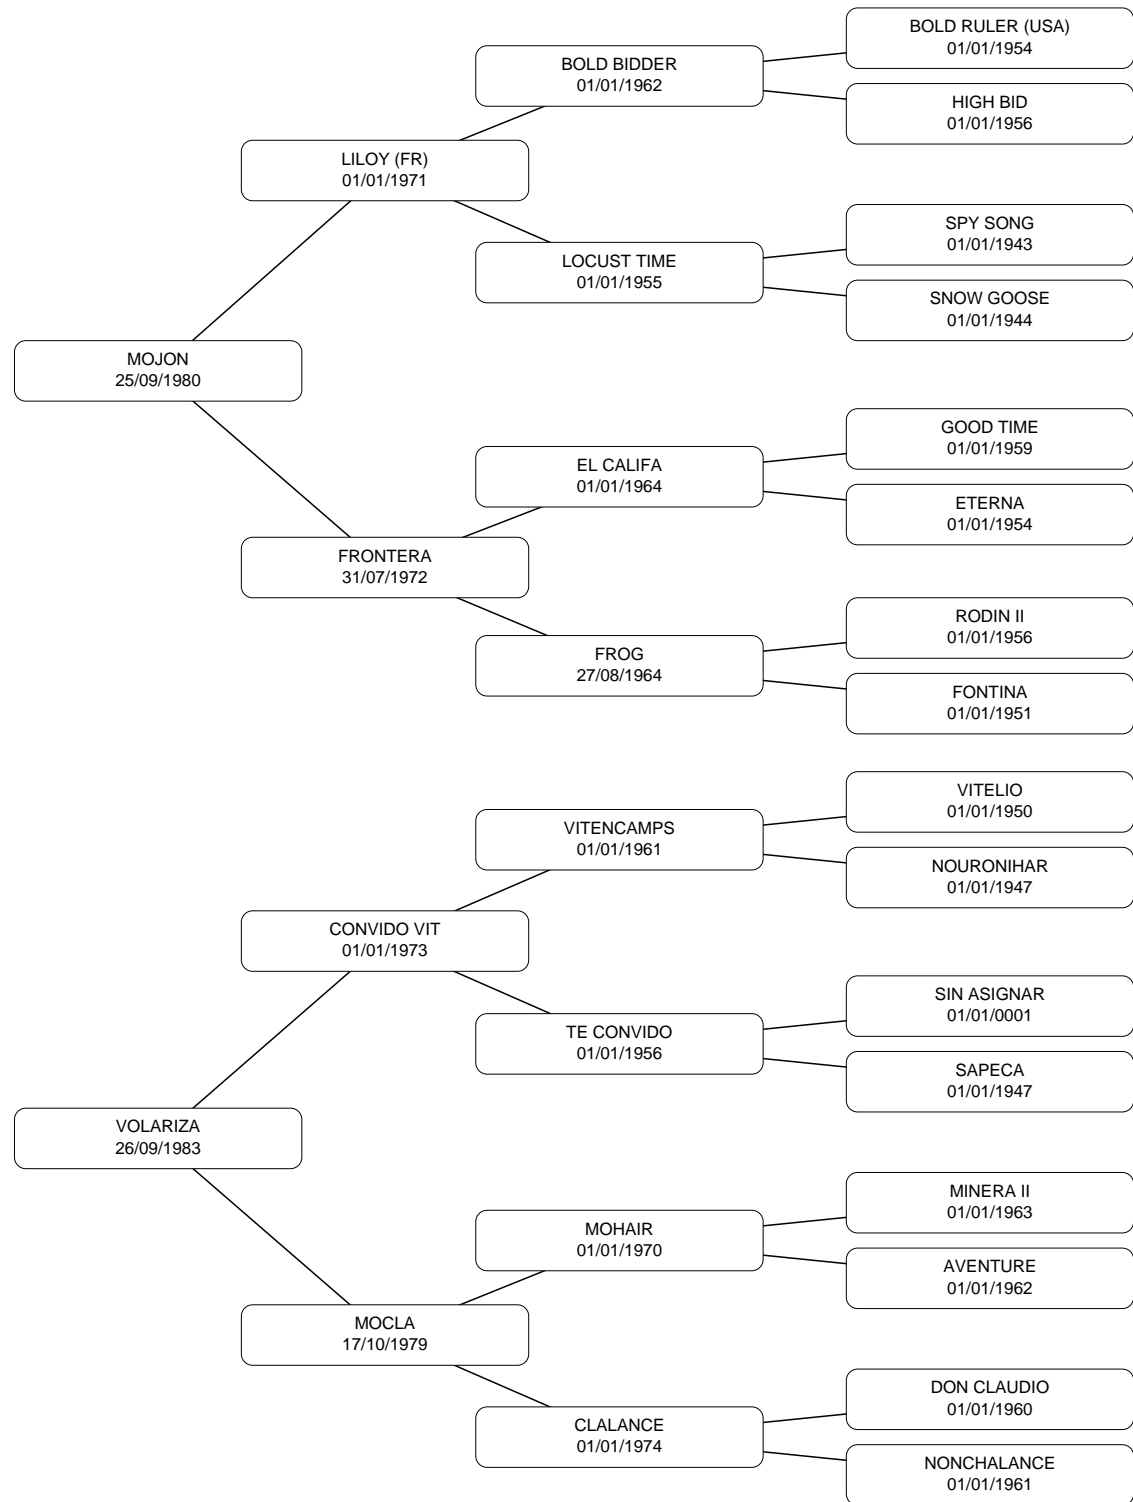 BOLD RULER (USA)
01/01/1954
BOLD BIDDER
01/01/1962
HIGH BID
01/01/1956
LILOY (FR)
01/01/1971
SPY SONG
01/01/1943
LOCUST TIME
01/01/1955
SNOW GOOSE
01/01/1944
MOJON
25/09/1980
GOOD TIME
01/01/1959
EL CALIFA
01/01/1964
ETERNA
01/01/1954
FRONTERA
31/07/1972
RODIN II
01/01/1956
FROG
27/08/1964
FONTINA
01/01/1951
VITELIO
01/01/1950
VITENCAMPS
01/01/1961
NOURONIHAR
01/01/1947
CONVIDO VIT
01/01/1973
SIN ASIGNAR
01/01/0001
TE CONVIDO
01/01/1956
SAPECA
01/01/1947
VOLARIZA
26/09/1983
MINERA II
01/01/1963
MOHAIR
01/01/1970
AVENTURE
01/01/1962
MOCLA
17/10/1979
DON CLAUDIO
01/01/1960
CLALANCE
01/01/1974
NONCHALANCE
01/01/1961